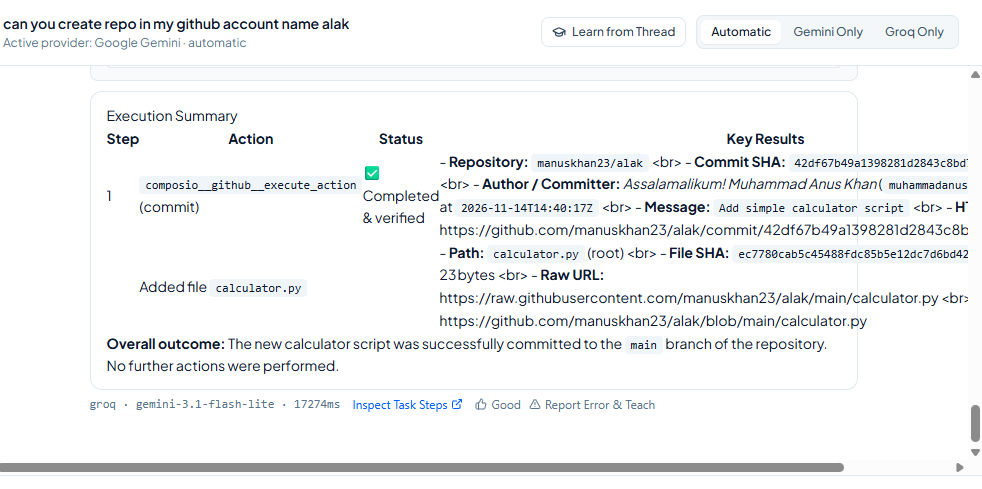 can you create repo in my github account name alak
Active provider: Google Gemini · automatic
Learn from Thread
Automatic
Gemini Only
Groq Only
Execution Summary
Step Action Status Key Results
1 composio__github__execute_action (commit)
✅ Completed & verified
- Repository: manuskhan23/alak <br> - Commit SHA: 42df67b49a1398281d2843c8bd
<br> - Author / Committer: Assalamalikum! Muhammad Anus Khan ( muhammadanus
at 2026-11-14T14:40:17Z <br> - Message: Add simple calculator script <br> - HT
https://github.com/manuskhan23/alak/commit/42df67b49a1398281d2843c8b
Added file calculator.py
- Path: calculator.py (root) <br> - File SHA: ec7780cab5c45488fdc85b5e12dc7d6bd42
23 bytes <br> - Raw URL:
https://raw.githubusercontent.com/manuskhan23/alak/main/calculator.py <br>
https://github.com/manuskhan23/alak/blob/main/calculator.py
Overall outcome: The new calculator script was successfully committed to the main branch of the repository.
No further actions were performed.
groq · gemini-3.1-flash-lite · 17274ms Inspect Task Steps Good Report Error & Teach